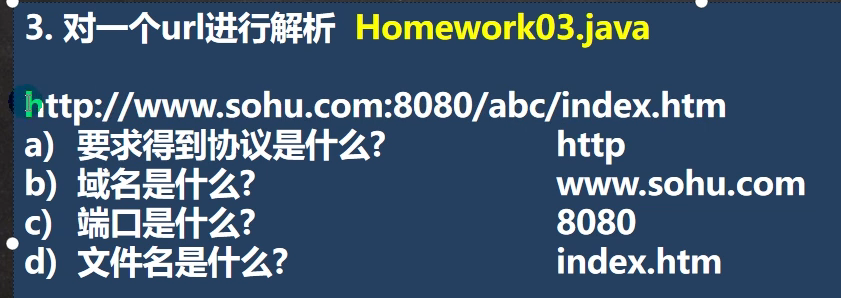 3. 对一个url进行解析 Homework03.java
http://www.sohu.com:8080/abc/index.htm
a) 要求得到协议是什么? http
b) 域名是什么? www.sohu.com
c) 端口是什么? 8080
d) 文件名是什么? index.htm